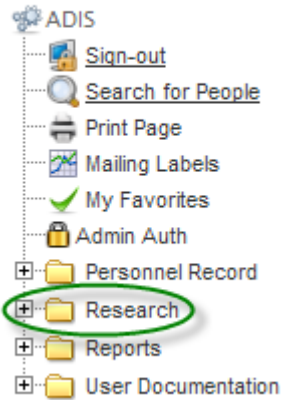 ADIS
Sign-out
Search for People
Print Page
Mailing Labels
My Favorites
Admin Auth
Personnel Record
Research
Reports
User Documentation